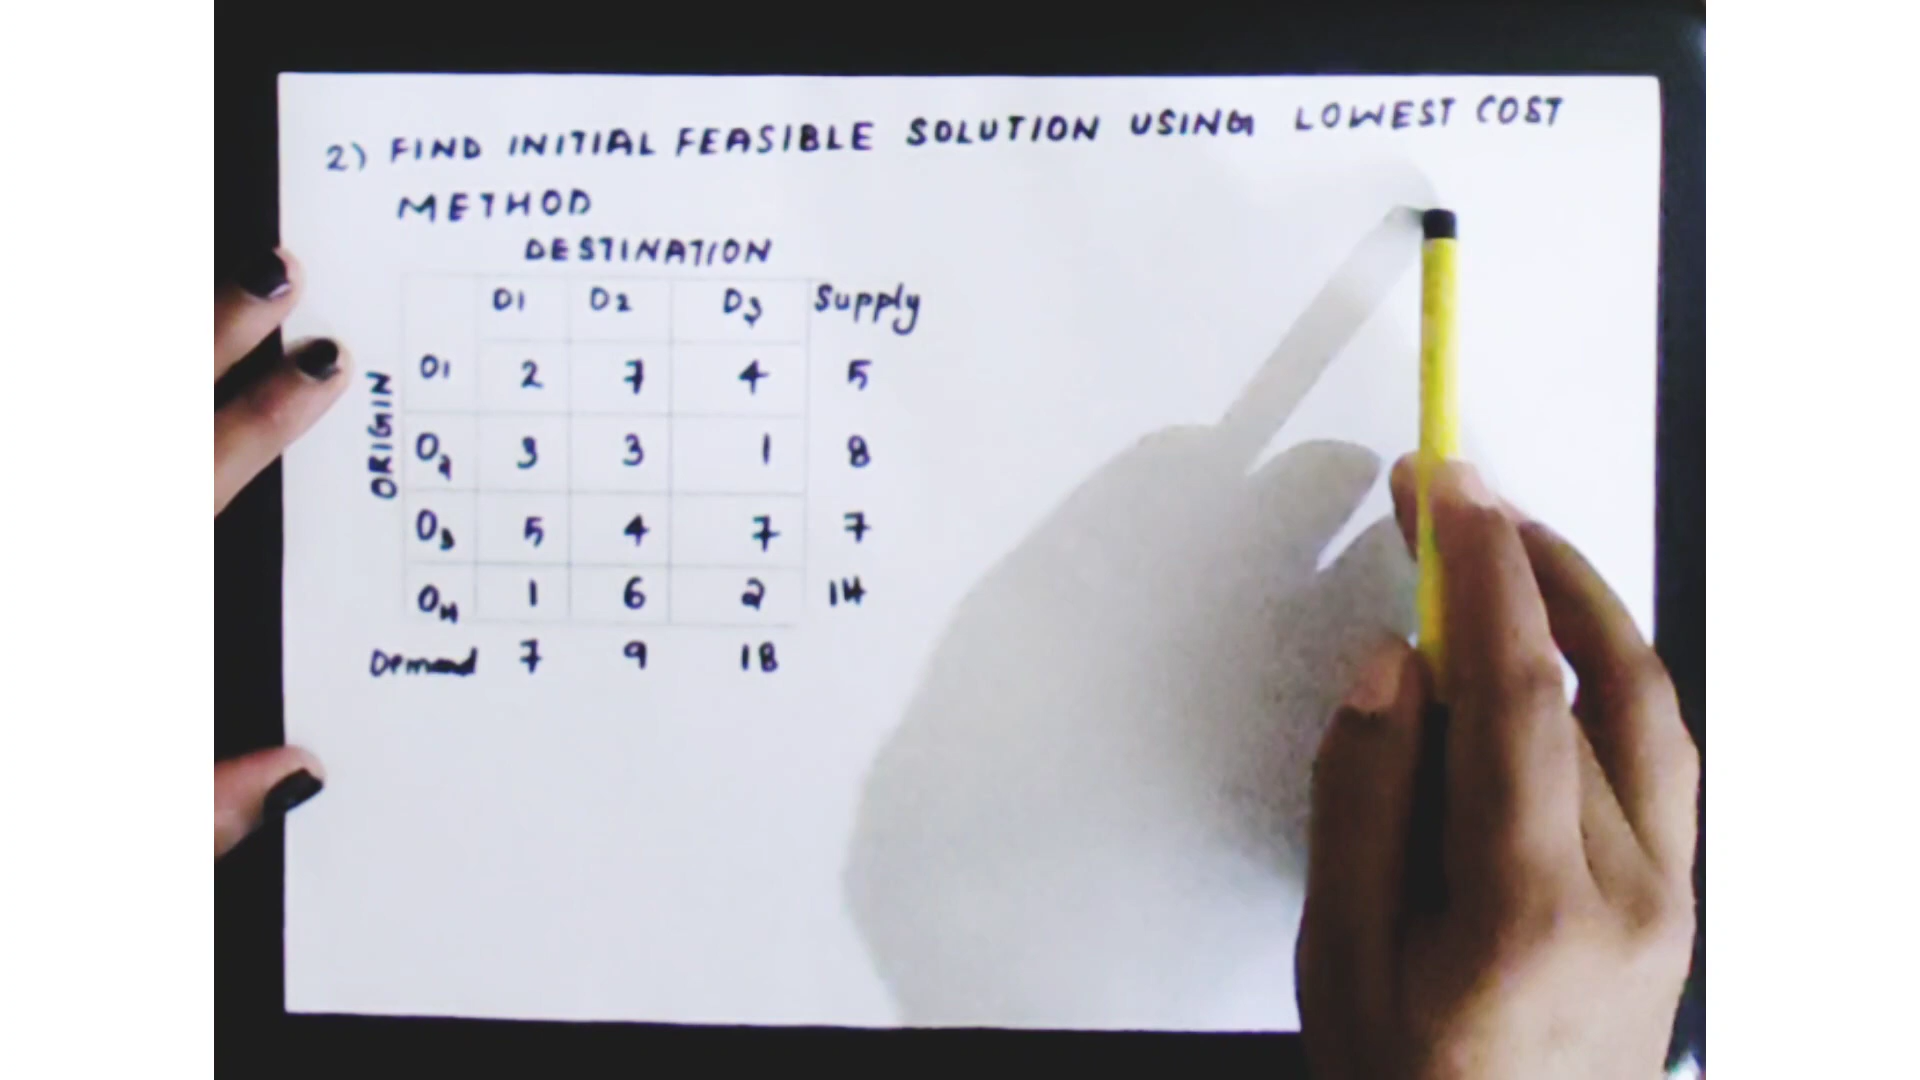 2) FIND INITIAL FEASIBLE SOLUTION USING LOWEST COST
METHOD
DESTINATION
D1 D2 D3 Supply
ORIGIN
O1 2 7 4 5
O2 3 3 1 8
O3 5 4 7 7
O4 1 6 2 14
Demand 7 9 18